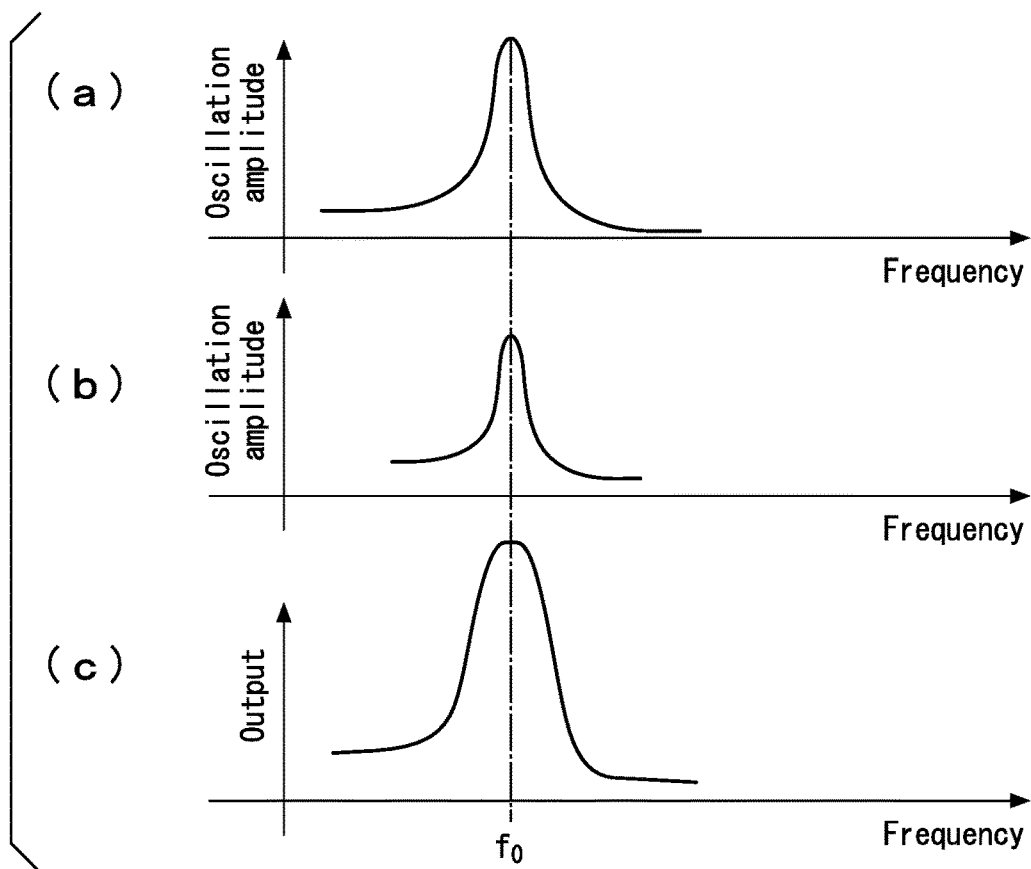 (a)
Oscillation
amplitude
Frequency
(b)
Oscillation
amplitude
Frequency
(c)
Output
Frequency
f0